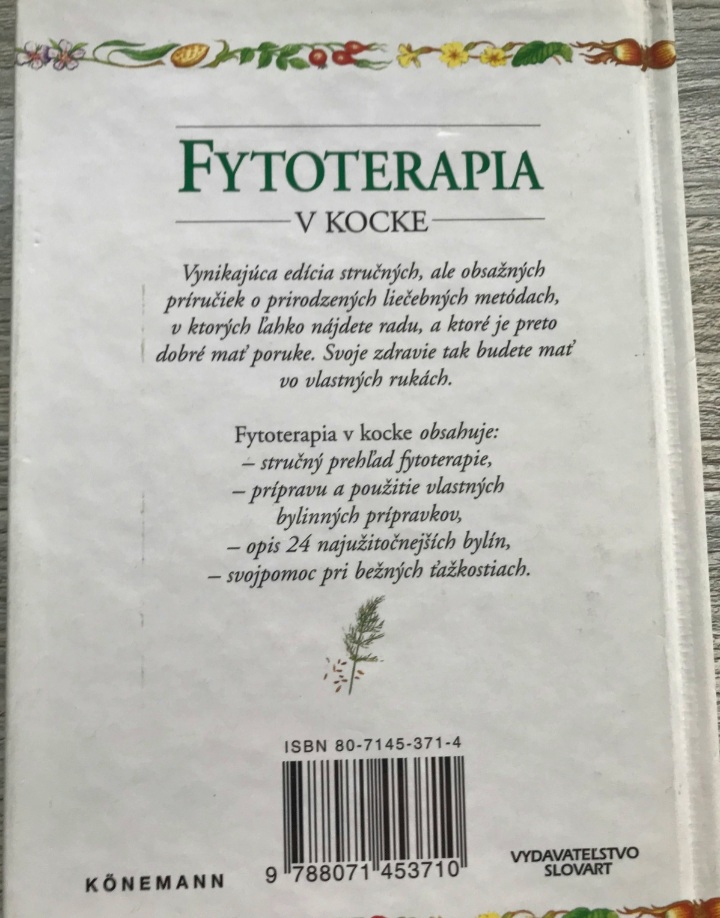 FYTOTERAPIA
V KOCKE
Vynikajúca edícia stručných, ale obsažných
príručiek o prirodzených liečebných metódach,
v ktorých ľahko nájdete radu, a ktoré je preto
dobré mať poruke. Svoje zdravie tak budete mať
vo vlastných rukách.
Fytoterapia v kocke obsahuje:
– stručný prehľad fytoterapie,
– prípravu a použitie vlastných
bylinných prípravkov,
– opis 24 najužitočnejších bylín,
– svojpomoc pri bežných ťažkostiach.
ISBN 80-7145-371-4
9 788071 453710
KÖNEMANN
VYDAVATEĽSTVO
SLOVART